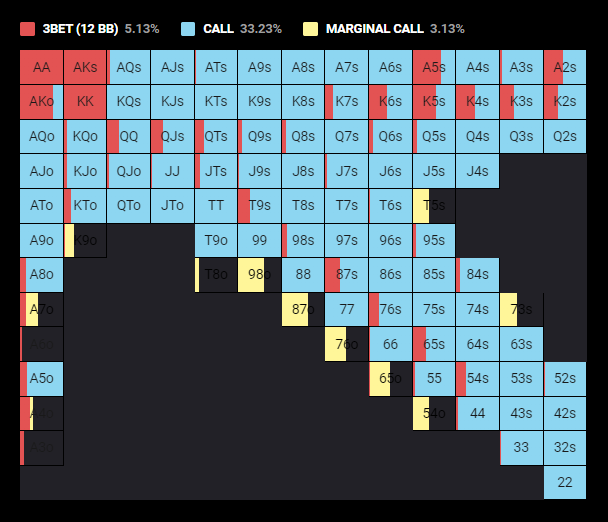 3BET (12 BB) 5.13% CALL 33.23% MARGINAL CALL 3.13%
AA AKs AQs AJs ATs A9s A8s A7s A6s A5s A4s A3s A2s
AKo KK KQs KJs KTs K9s K8s K7s K6s K5s K4s K3s K2s
AQo KQo QQ QJs QTs Q9s Q8s Q7s Q6s Q5s Q4s Q3s Q2s
AJo KJo QJo JJ JTs J9s J8s J7s J6s J5s J4s
ATo KTo QTo JTo TT T9s T8s T7s T6s T5s
A9o K9o T9o 99 98s 97s 96s 95s
A8o T8o 98o 88 87s 86s 85s 84s
A7o 87o 77 76s 75s 74s 73s
A6o 76o 66 65s 64s 63s
A5o 65o 55 54s 53s 52s
A4o 54o 44 43s 42s
A3o 33 32s
22